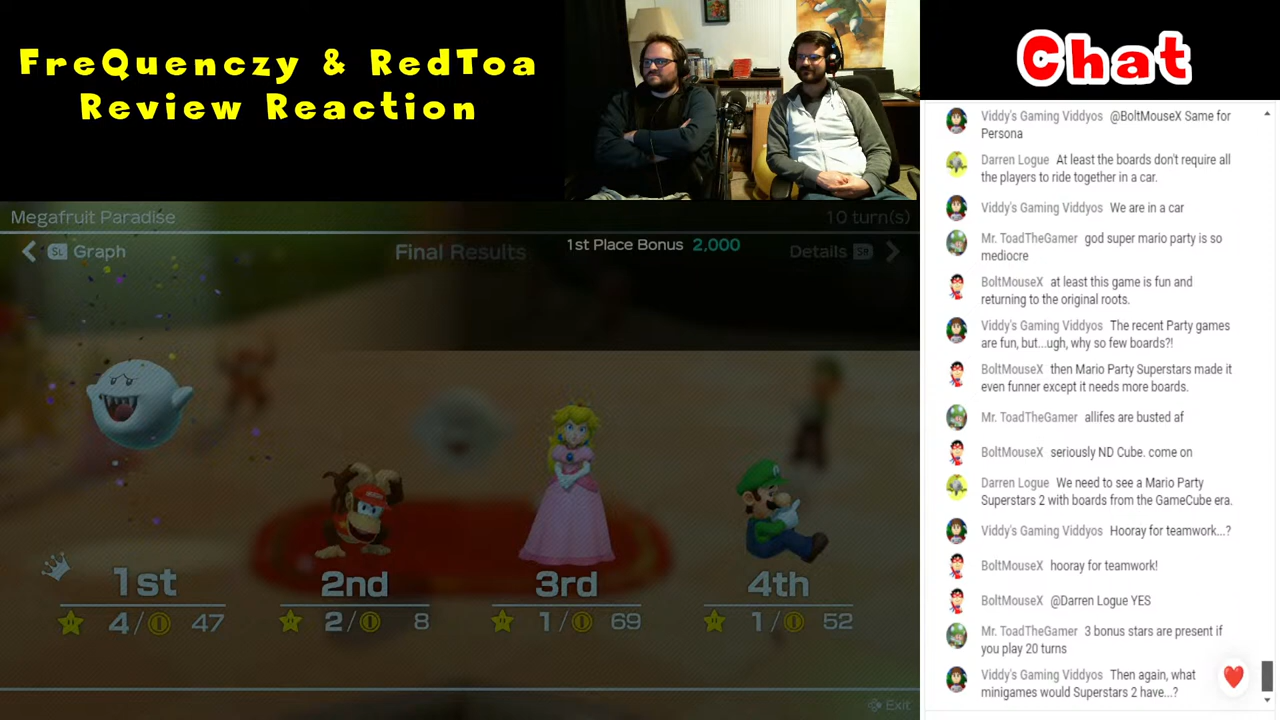 FreQuenczy & RedToa
Review Reaction
Chat
Megafruit Paradise
10 turn(s)
SL Graph
Final Results
1st Place Bonus 2,000
Details SR
1st
4/ 47
2nd
2/ 8
3rd
1/ 69
4th
1/ 52
Exit
Viddy's Gaming Viddyos @BoltMouseX Same for
Persona
Darren Logue At least the boards don't require all
the players to ride together in a car.
Viddy's Gaming Viddyos We are in a car
Mr. ToadTheGamer god super mario party is so
mediocre
BoltMouseX at least this game is fun and
returning to the original roots.
Viddy's Gaming Viddyos The recent Party games
are fun, but...ugh, why so few boards?!
BoltMouseX then Mario Party Superstars made it
even funner except it needs more boards.
Mr. ToadTheGamer allifes are busted af
BoltMouseX seriously ND Cube. come on
Darren Logue We need to see a Mario Party
Superstars 2 with boards from the GameCube era.
Viddy's Gaming Viddyos Hooray for teamwork...?
BoltMouseX hooray for teamwork!
BoltMouseX @Darren Logue YES
Mr. ToadTheGamer 3 bonus stars are present if
you play 20 turns
Viddy's Gaming Viddyos Then again, what
minigames would Superstars 2 have...?